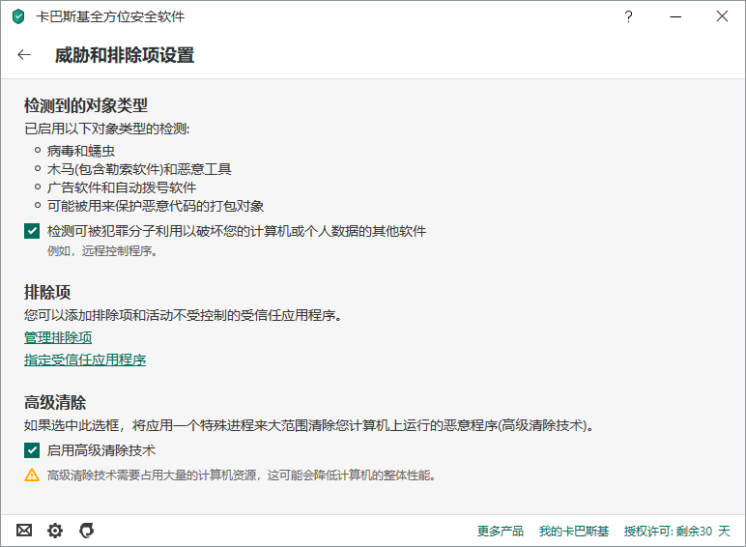 卡巴斯基全方位安全软件
?
威胁和排除项设置
检测到的对象类型
已启用以下对象类型的检测:
病毒和蠕虫
木马(包含勒索软件)和恶意工具
广告软件和自动拨号软件
可能被用来保护恶意代码的打包对象
检测可被犯罪分子利用以破坏您的计算机或个人数据的其他软件
例如，远程控制程序。
排除项
您可以添加排除项和活动不受控制的受信任应用程序。
管理排除项
指定受信任应用程序
高级清除
如果选中此选框，将应用一个特殊进程来大范围清除您计算机上运行的恶意程序(高级清除技术)。
启用高级清除技术
高级清除技术需要占用大量的计算机资源，这可能会降低计算机的整体性能。
更多产品 我的卡巴斯基 授权许可: 剩余30 天